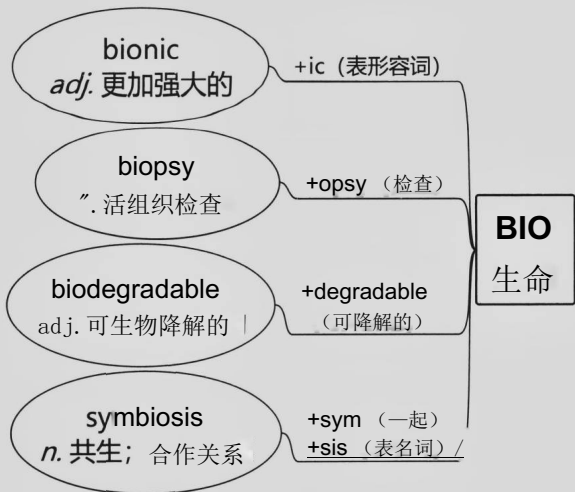 bionic
adj. 更加强大的
+ic（表形容词）
biopsy
〃. 活组织检查
+opsy （检查）
BIO
生命
biodegradable
adj. 可生物降解的
+degradable
（可降解的）
symbiosis
n. 共生；合作关系
+sym （一起）
+sis （表名词）/